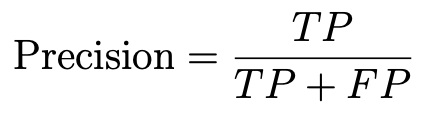 Precision = TP / TP + FP